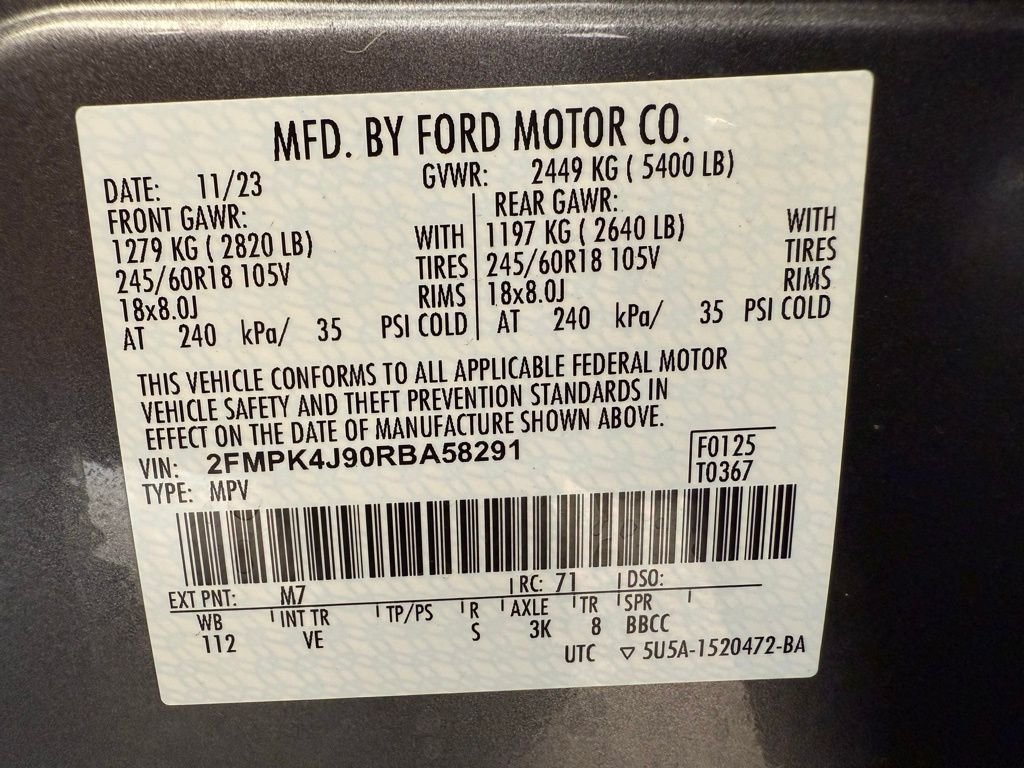 MFD. BY FORD MOTOR CO.
DATE: 11/23 GVWR: 2449 KG ( 5400 LB)
FRONT GAWR: REAR GAWR:
1279 KG ( 2820 LB) WITH 1197 KG ( 2640 LB) WITH
245/60R18 105V TIRES 245/60R18 105V TIRES
18x8.0J RIMS 18x8.0J RIMS
AT 240 kPa/ 35 PSI COLD AT 240 kPa/ 35 PSI COLD
THIS VEHICLE CONFORMS TO ALL APPLICABLE FEDERAL MOTOR
VEHICLE SAFETY AND THEFT PREVENTION STANDARDS IN
EFFECT ON THE DATE OF MANUFACTURE SHOWN ABOVE.
VIN: 2FMPK4J90RBA58291 F0125
TYPE: MPV T0367
EXT PNT: M7 RC: 71 DSO:
WB INT TR TP/PS R AXLE TR SPR
112 VE S 3K 8 BBCC
UTC ▽ 5U5A-1520472-BA